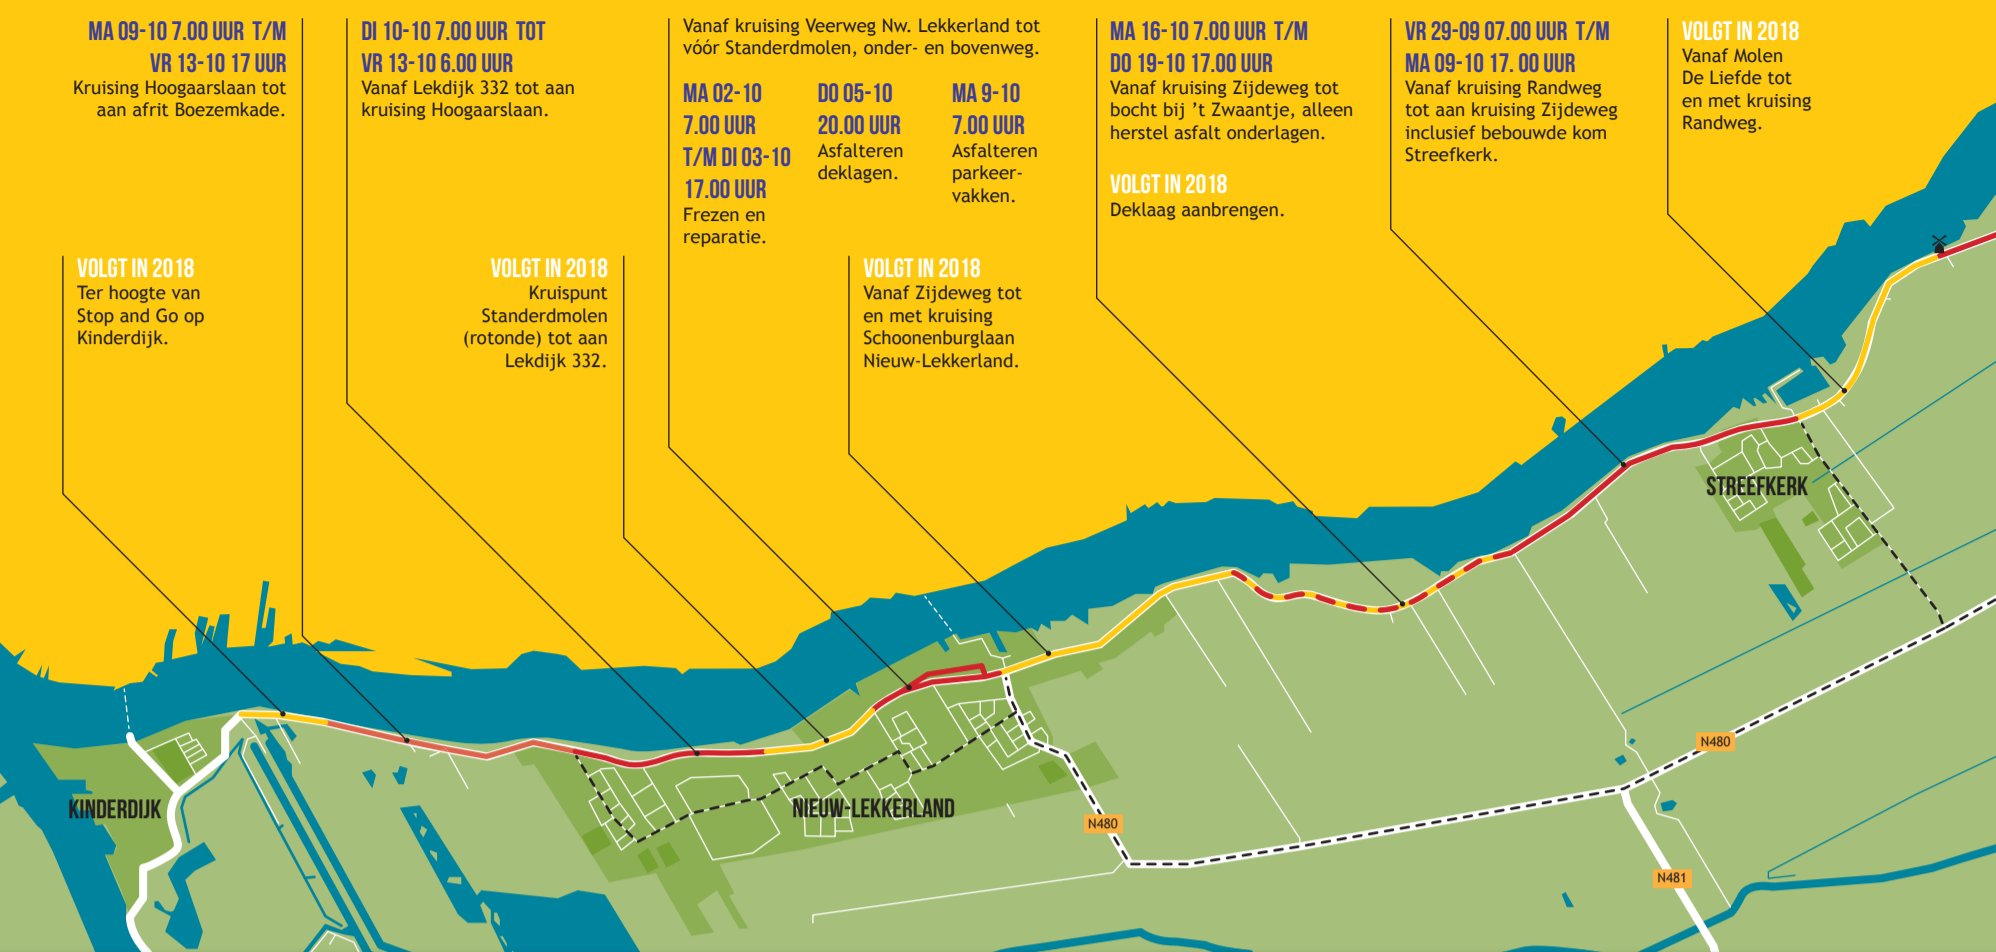 MA 09-10 7.00 UUR T/M
VR 13-10 17 UUR
Kruising Hoogaarslaan tot
aan afrit Boezemkade.
DI 10-10 7.00 UUR TOT
VR 13-10 6.00 UUR
Vanaf Lekdijk 332 tot aan
kruising Hoogaarslaan.
Vanaf kruising Veerweg Nw. Lekkerland tot
vóór Standerdmolen, onder- en bovenweg.
MA 02-10
7.00 UUR
T/M DI 03-10
17.00 UUR
Frezen en
reparatie.
DO 05-10
20.00 UUR
Asfalteren
deklagen.
MA 9-10
7.00 UUR
Asfalteren
parkeer-
vakken.
MA 16-10 7.00 UUR T/M
DO 19-10 17.00 UUR
Vanaf kruising Zijdeweg tot
bocht bij ’t Zwaantje, alleen
herstel asfalt onderlagen.
VOLGT IN 2018
Deklaag aanbrengen.
VR 29-09 07.00 UUR T/M
MA 09-10 17. 00 UUR
Vanaf kruising Randweg
tot aan kruising Zijdeweg
inclusief bebouwde kom
Streefkerk.
VOLGT IN 2018
Vanaf Molen
De Liefde tot
en met kruising
Randweg.
VOLGT IN 2018
Ter hoogte van
Stop and Go op
Kinderdijk.
VOLGT IN 2018
Kruispunt
Standerdmolen
(rotonde) tot aan
Lekdijk 332.
VOLGT IN 2018
Vanaf Zijdeweg tot
en met kruising
Schoonenburglaan
Nieuw-Lekkerland.
STREEFKERK
N480
KINDERDIJK
NIEUW-LEKKERLAND
N480
N481